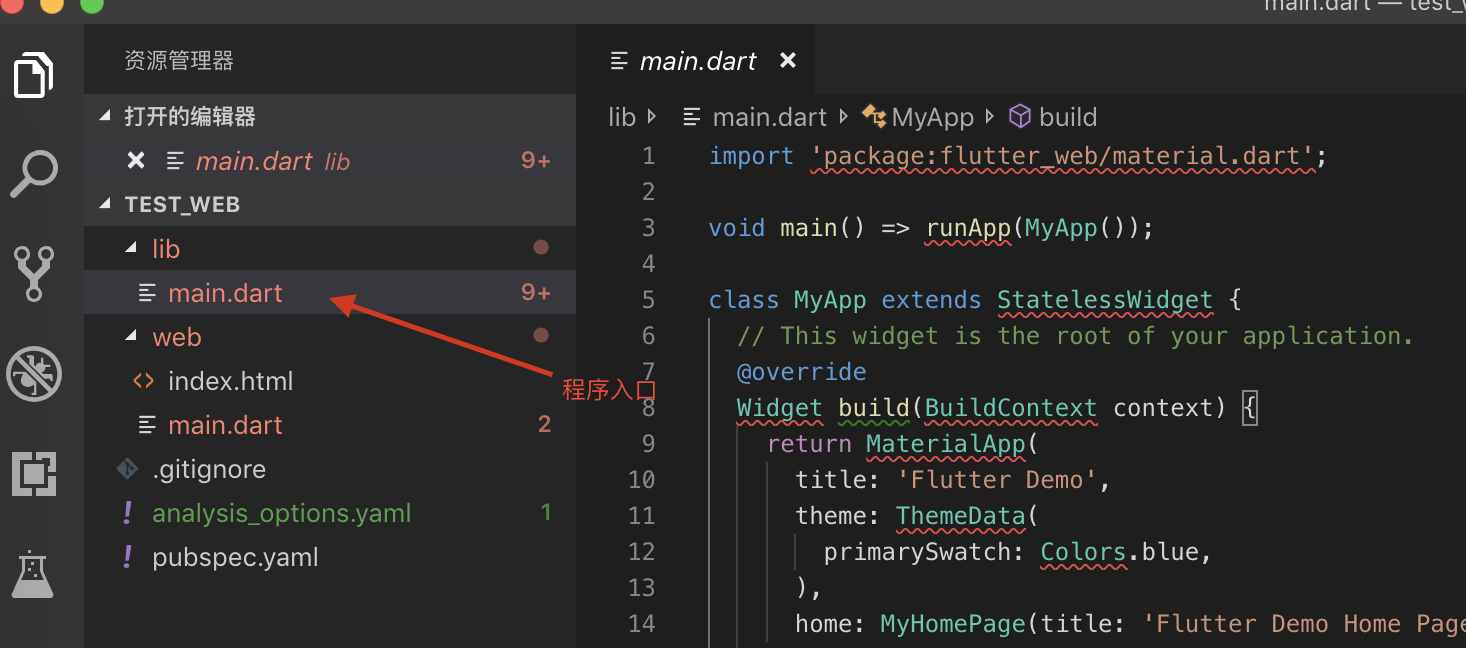 main.dart — test_w
资源管理器
打开的编辑器
main.dart lib 9+
TEST_WEB
lib
main.dart 9+
web
index.html
main.dart 2
.gitignore
analysis_options.yaml 1
pubspec.yaml
程序入口
main.dart
lib main.dart MyApp build
1 import 'package:flutter_web/material.dart';
2
3 void main() => runApp(MyApp());
4
5 class MyApp extends StatelessWidget {
6 // This widget is the root of your application.
7 @override
8 Widget build(BuildContext context) {
9 return MaterialApp(
10 title: 'Flutter Demo',
11 theme: ThemeData(
12 primarySwatch: Colors.blue,
13 ),
14 home: MyHomePage(title: 'Flutter Demo Home Page